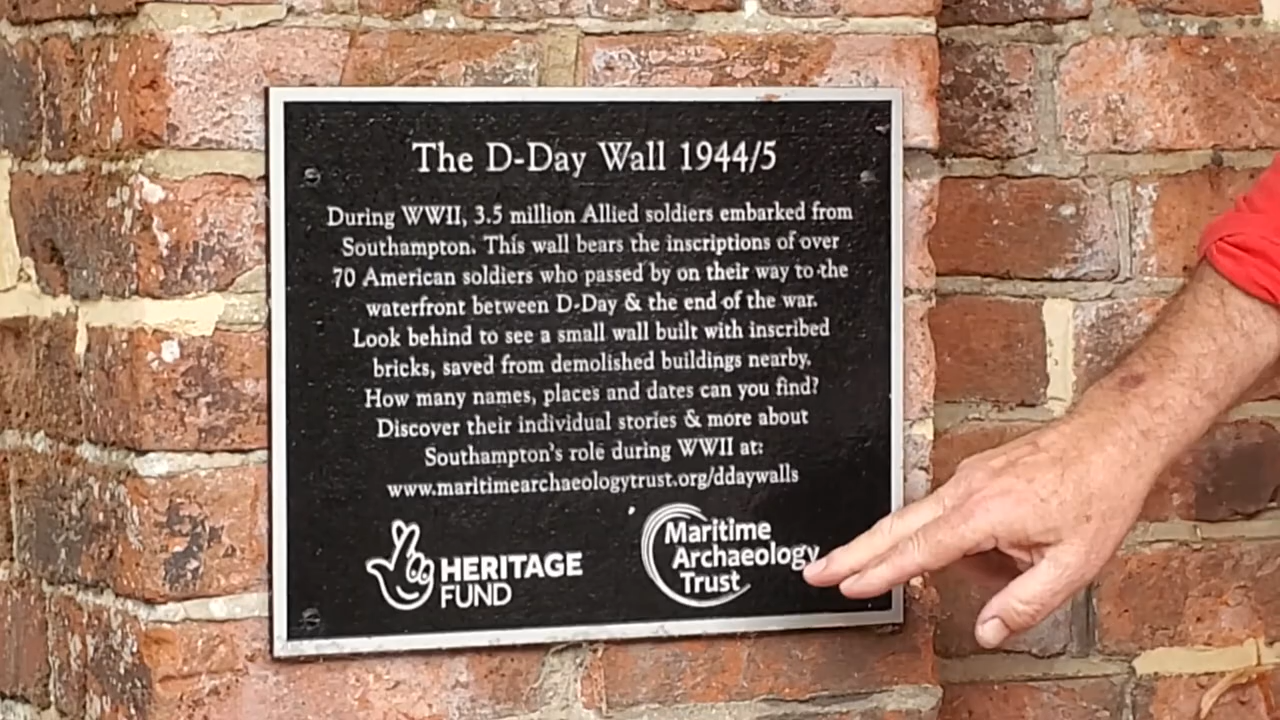 The D-Day Wall 1944/5
During WWII, 3.5 million Allied soldiers embarked from
Southampton. This wall bears the inscriptions of over
70 American soldiers who passed by on their way to the
waterfront between D-Day & the end of the war.
Look behind to see a small wall built with inscribed
bricks, saved from demolished buildings nearby.
How many names, places and dates can you find?
Discover their individual stories & more about
Southampton's role during WWII at:
www.maritimearchaeologytrust.org/ddaywalls
HERITAGE
FUND
Maritime
Archaeology
Trust